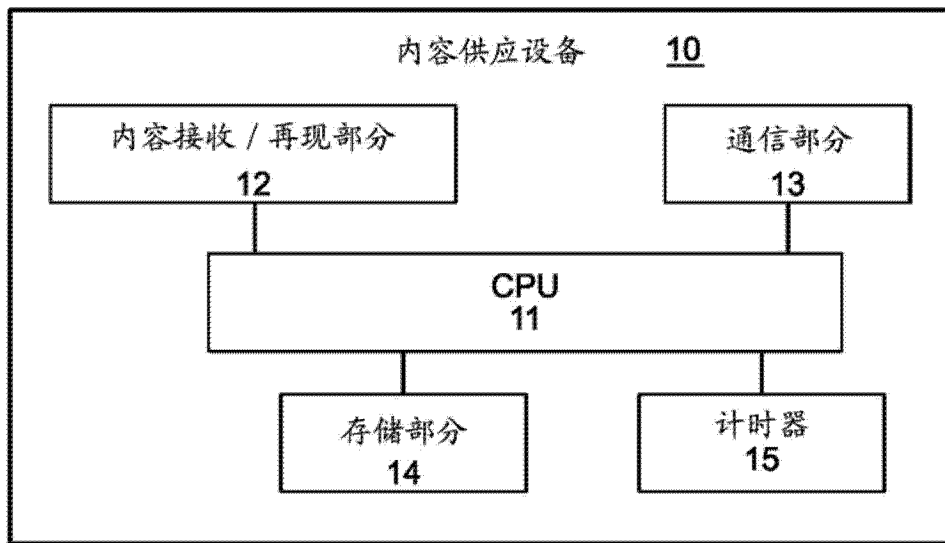 内容供应设备 10
内容接收 / 再现部分
12
通信部分
13
CPU
11
存储部分
14
计时器
15